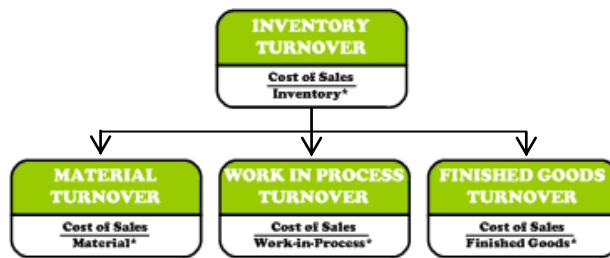 INVENTORY
TURNOVER
Cost of Sales
Inventory*
MATERIAL
TURNOVER
Cost of Sales
Material*
WORK IN PROCESS
TURNOVER
Cost of Sales
Work-in-Process*
FINISHED GOODS
TURNOVER
Cost of Sales
Finished Goods*